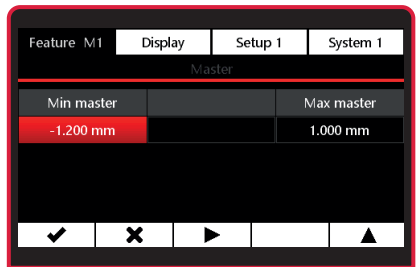 Feature M1 Display Setup 1 System 1
Master
Min master Max master
-1.200 mm 1.000 mm